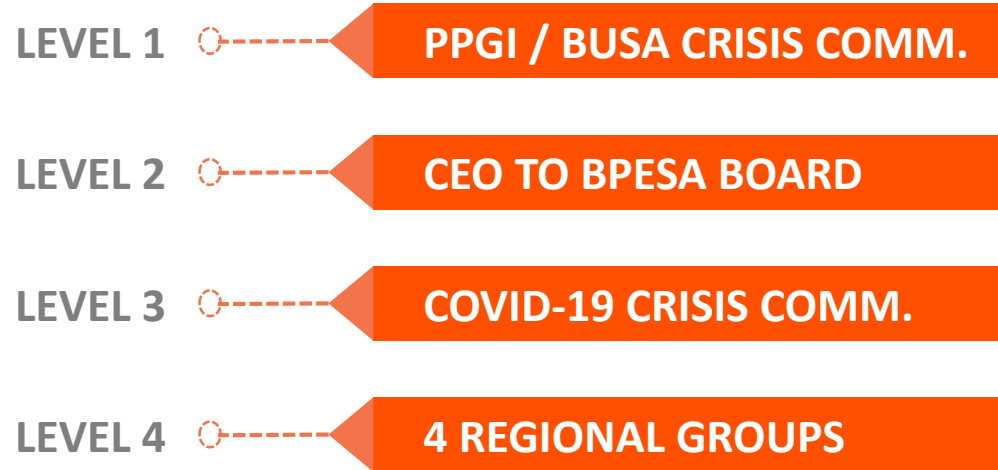 LEVEL 1 PPGI / BUSA CRISIS COMM.
LEVEL 2 CEO TO BPESA BOARD
LEVEL 3 COVID-19 CRISIS COMM.
LEVEL 4 4 REGIONAL GROUPS